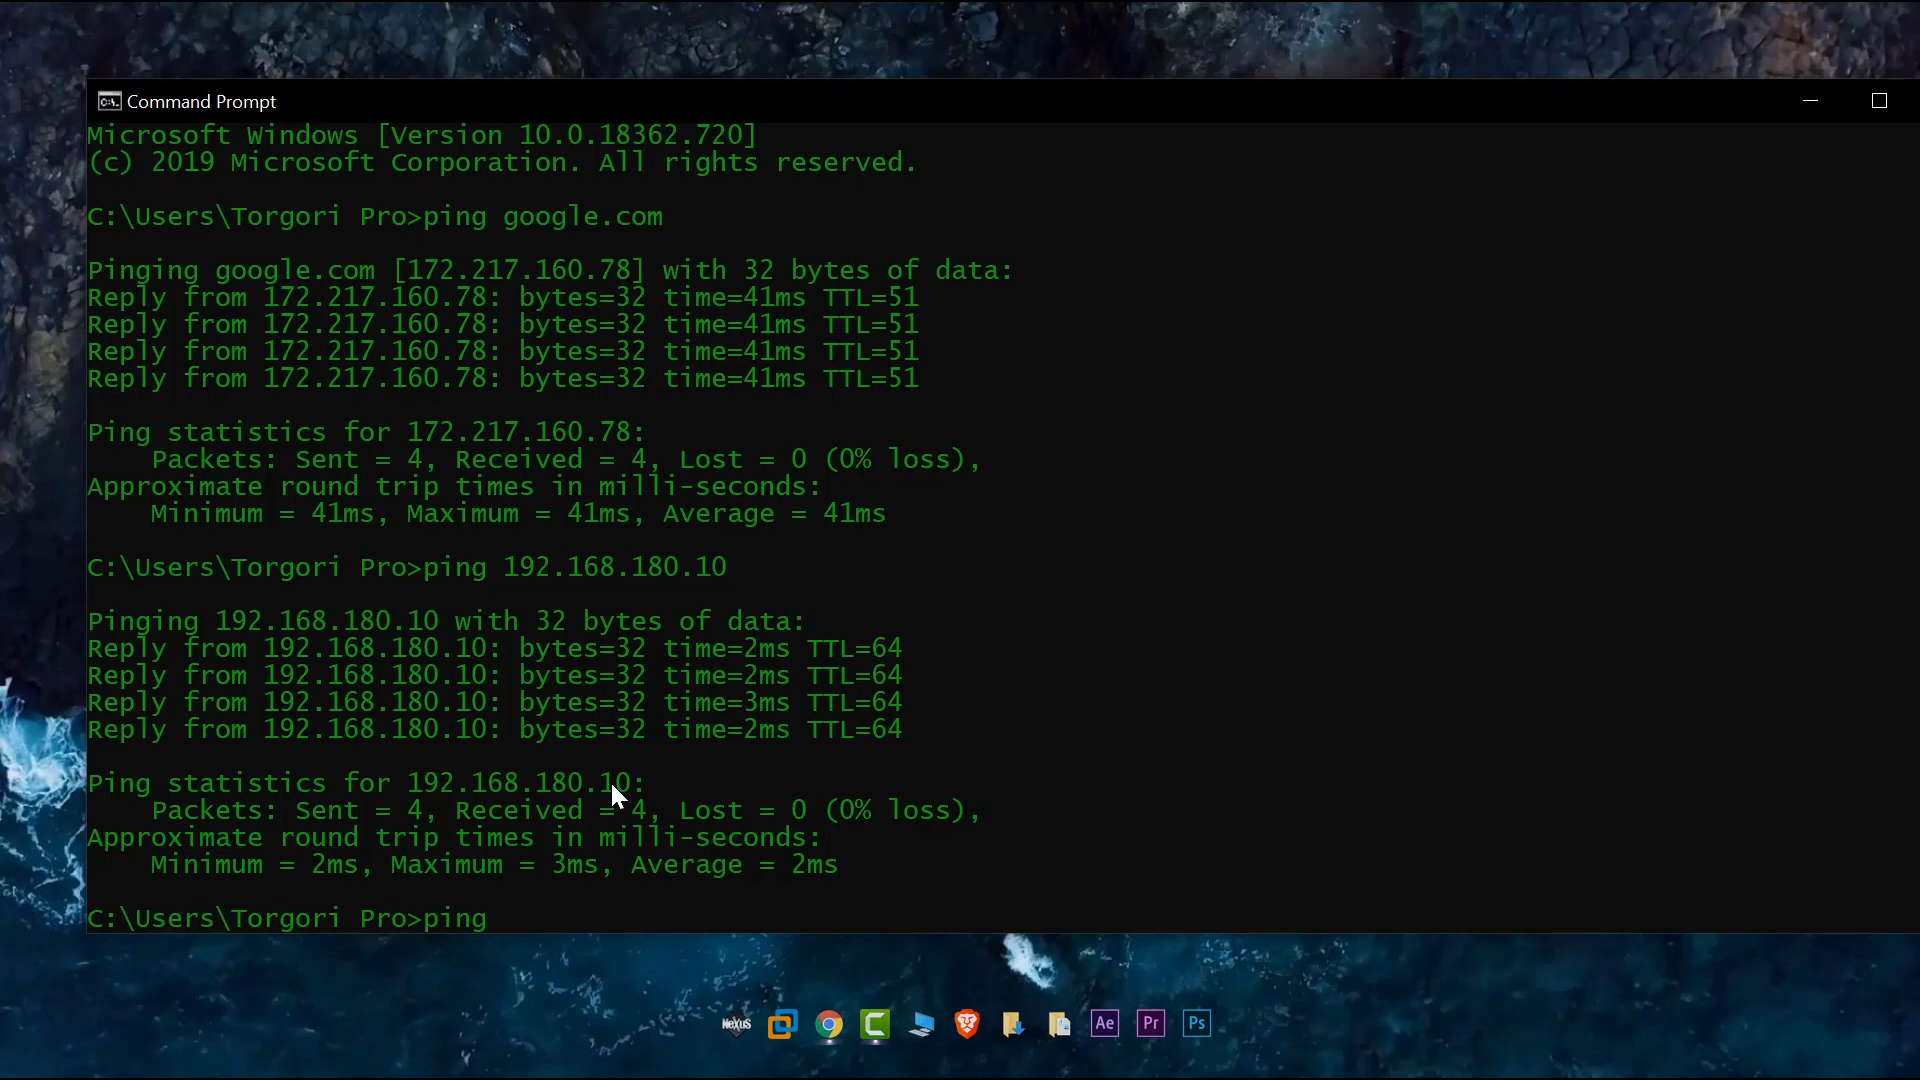 Command Prompt
Microsoft Windows [Version 10.0.18362.720]
(c) 2019 Microsoft Corporation. All rights reserved.
C:\Users\Torgori Pro>ping google.com
Pinging google.com [172.217.160.78] with 32 bytes of data:
Reply from 172.217.160.78: bytes=32 time=41ms TTL=51
Reply from 172.217.160.78: bytes=32 time=41ms TTL=51
Reply from 172.217.160.78: bytes=32 time=41ms TTL=51
Reply from 172.217.160.78: bytes=32 time=41ms TTL=51
Ping statistics for 172.217.160.78:
    Packets: Sent = 4, Received = 4, Lost = 0 (0% loss),
Approximate round trip times in milli-seconds:
    Minimum = 41ms, Maximum = 41ms, Average = 41ms
C:\Users\Torgori Pro>ping 192.168.180.10
Pinging 192.168.180.10 with 32 bytes of data:
Reply from 192.168.180.10: bytes=32 time=2ms TTL=64
Reply from 192.168.180.10: bytes=32 time=2ms TTL=64
Reply from 192.168.180.10: bytes=32 time=3ms TTL=64
Reply from 192.168.180.10: bytes=32 time=2ms TTL=64
Ping statistics for 192.168.180.10:
    Packets: Sent = 4, Received = 4, Lost = 0 (0% loss),
Approximate round trip times in milli-seconds:
    Minimum = 2ms, Maximum = 3ms, Average = 2ms
C:\Users\Torgori Pro>ping
NeXuS Ae Pr Ps